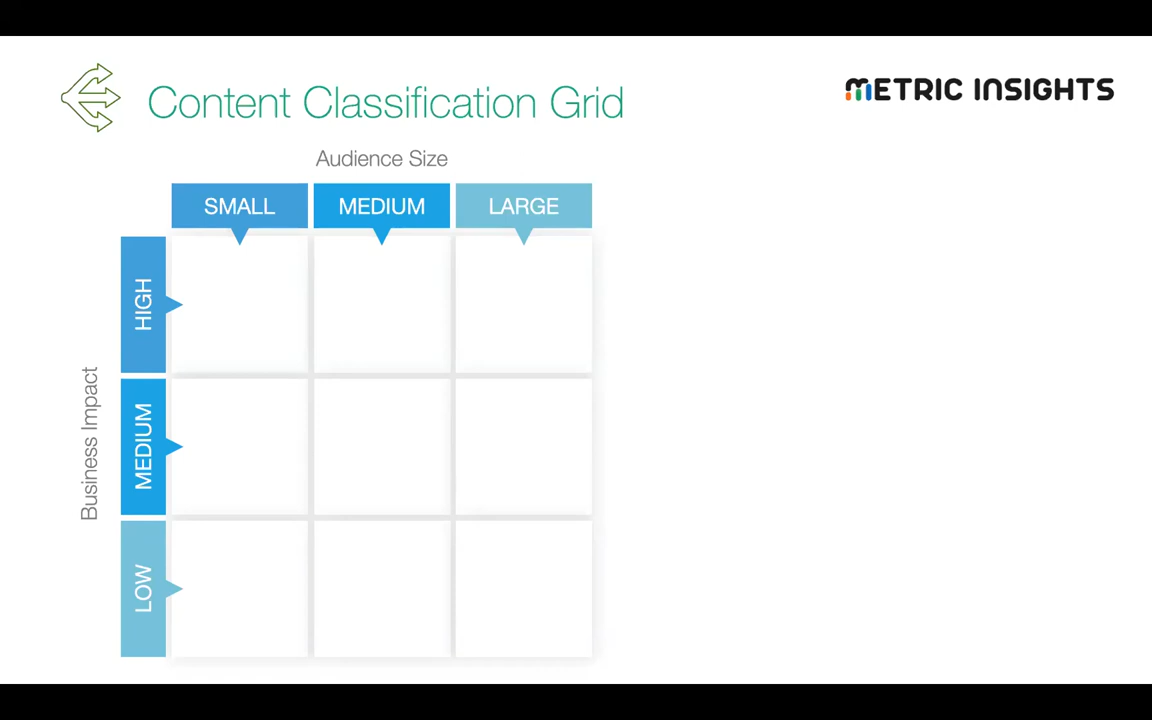 Content Classification Grid
METRIC INSIGHTS
Audience Size
SMALL
MEDIUM
LARGE
Business Impact
HIGH
MEDIUM
LOW